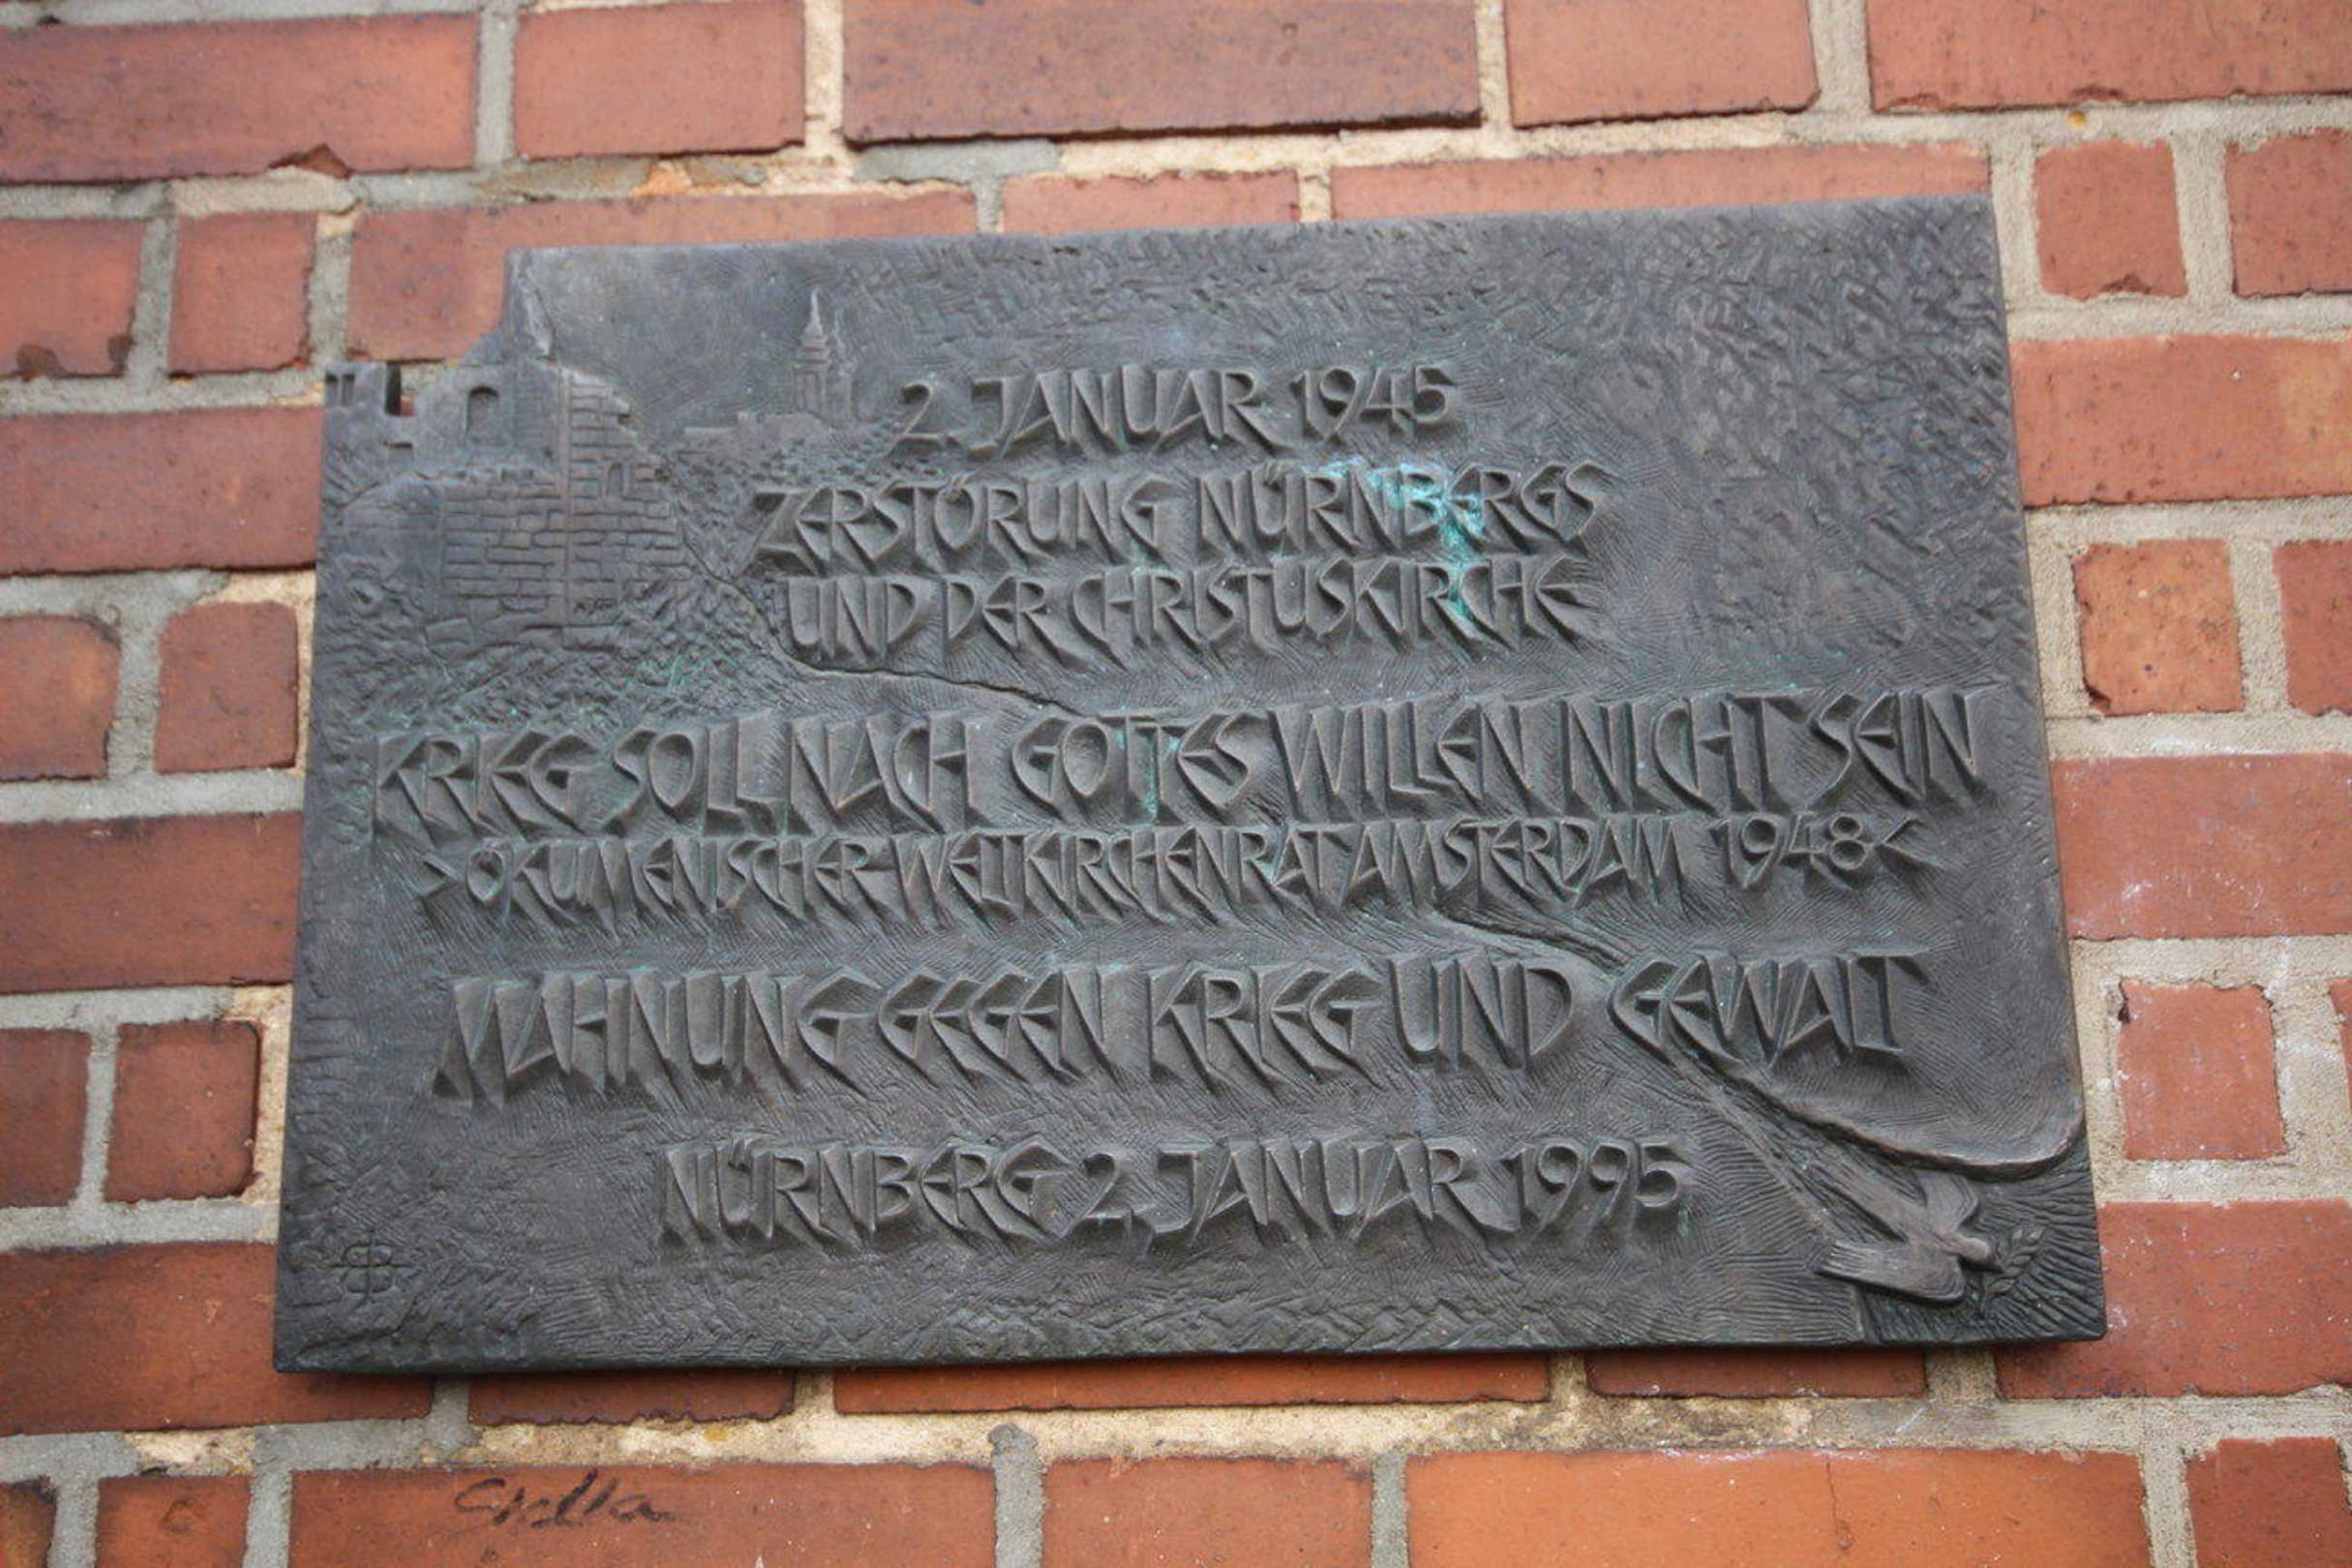 2. JANUAR 1945
ZERSTÖRUNG NÜRNBERGS
UND DER CHRISTUSKIRCHE
KRIEG SOLL NACH GOTTES WILLEN NICHT SEIN
>ÖKUMENISCHER WELTKIRCHENRAT AMSTERDAM 1948<
MAHNUNG GEGEN KRIEG UND GEWALT
NÜRNBERG 2. JANUAR 1995